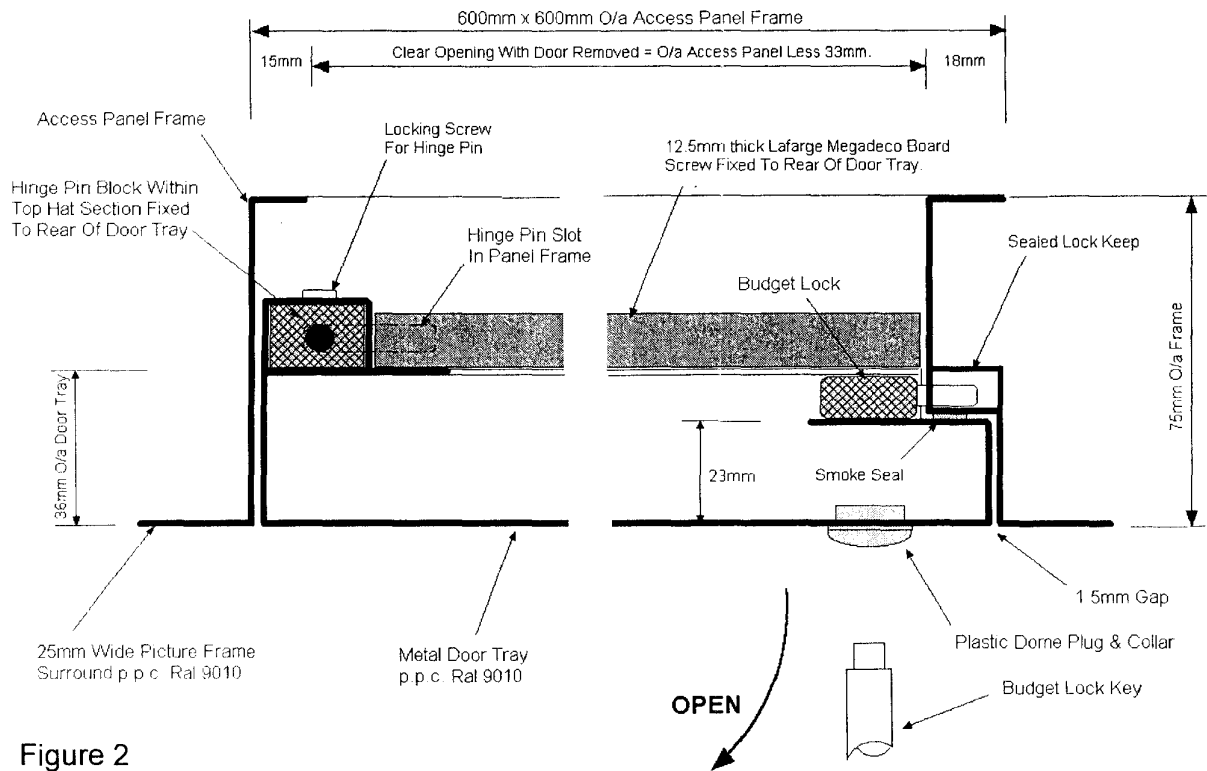 600mm x 600mm O/a Access Panel Frame
Clear Opening With Door Removed = O/a Access Panel Less 33mm.
15mm
18mm
Access Panel Frame
Locking Screw
For Hinge Pin
12.5mm thick Lafarge Megadeco Board
Screw Fixed To Rear Of Door Tray.
Hinge Pin Block Within
Top Hat Section Fixed
To Rear Of Door Tray
Hinge Pin Slot
In Panel Frame
Sealed Lock Keep
Budget Lock
75mm O/a Frame
36mm O/a Door Tray
23mm
Smoke Seal
1 5mm Gap
25mm Wide Picture Frame
Surround p p c Ral 9010
Metal Door Tray
p.p.c. Ral 9010
Plastic Dome Plug & Collar
OPEN
Budget Lock Key
Figure 2